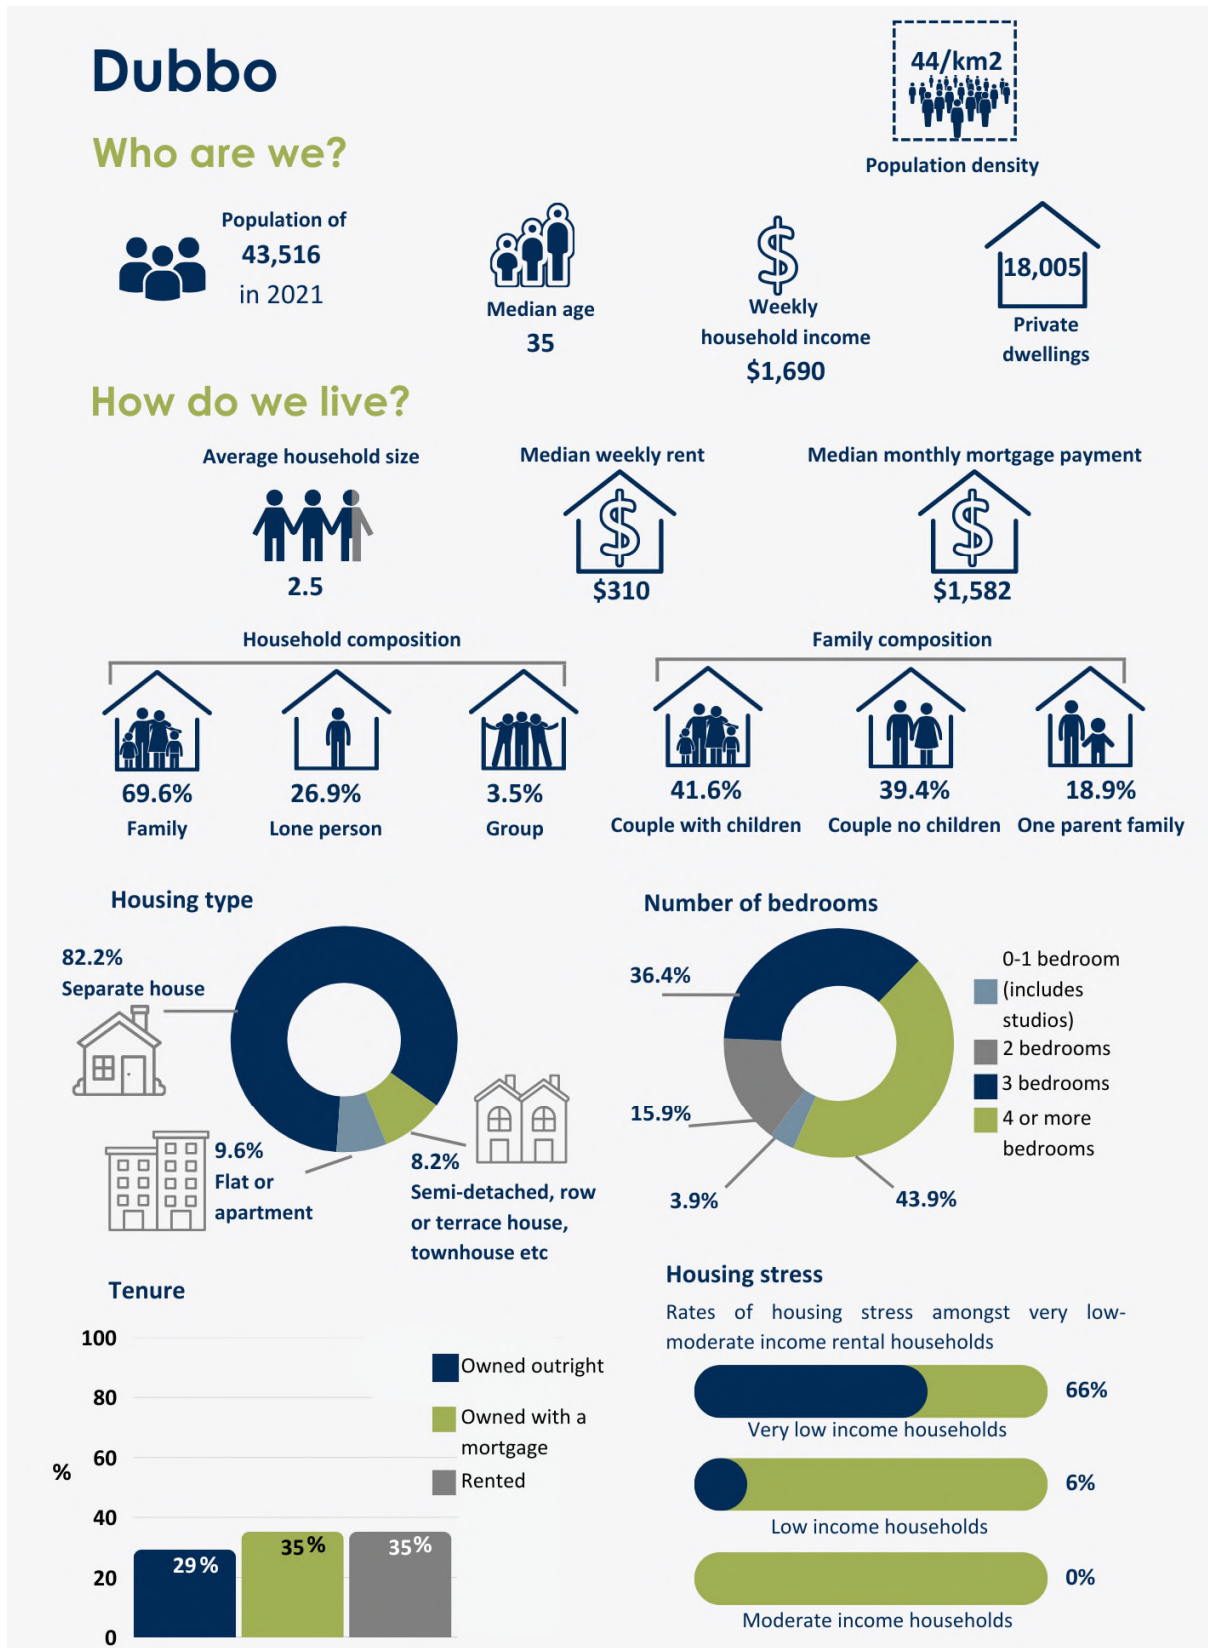 Dubbo
44/km2
Population density
Who are we?
Population of
43,516
in 2021
Median age
35
Weekly
household income
$1,690
18,005
Private
dwellings
How do we live?
Average household size
2.5
Median weekly rent
$310
Median monthly mortgage payment
$1,582
Household composition
69.6%
Family
26.9%
Lone person
3.5%
Group
Family composition
41.6%
Couple with children
39.4%
Couple no children
18.9%
One parent family
Housing type
82.2%
Separate house
9.6%
Flat or
apartment
8.2%
Semi-detached, row
or terrace house,
townhouse etc
Number of bedrooms
36.4%
15.9%
3.9%
43.9%
0-1 bedroom
(includes
studios)
2 bedrooms
3 bedrooms
4 or more
bedrooms
Tenure
100
80
60
%
40
20
0
29%
35%
35%
Owned outright
Owned with a
mortgage
Rented
Housing stress
Rates of housing stress amongst very low-
moderate income rental households
66%
Very low income households
6%
Low income households
0%
Moderate income households